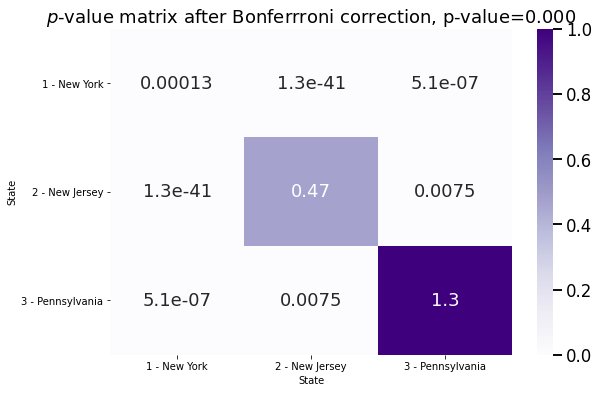 p-value matrix after Bonferrroni correction, p-value=0.000
1 - New York 0.00013 1.3e-41 5.1e-07
2 - New Jersey 1.3e-41 0.47 0.0075
3 - Pennsylvania 5.1e-07 0.0075 1.3
State
1 - New York 2 - New Jersey 3 - Pennsylvania
State
1.0
0.8
0.6
0.4
0.2
0.0